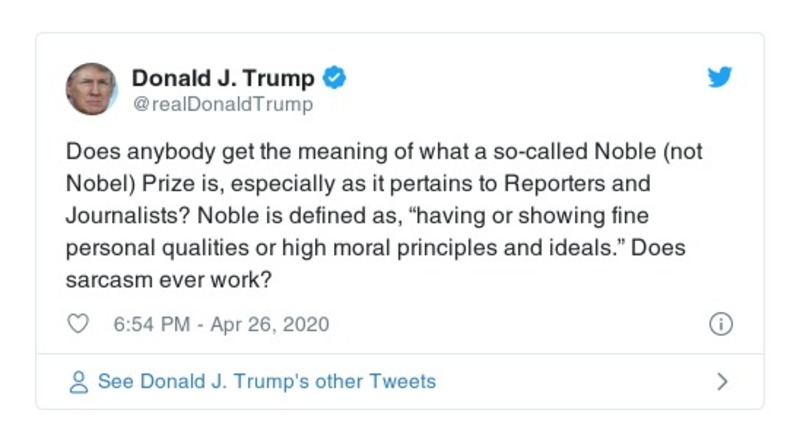 Donald J. Trump
@realDonaldTrump
Does anybody get the meaning of what a so-called Noble (not
Nobel) Prize is, especially as it pertains to Reporters and
Journalists? Noble is defined as, “having or showing fine
personal qualities or high moral principles and ideals.” Does
sarcasm ever work?
6:54 PM - Apr 26, 2020
See Donald J. Trump's other Tweets